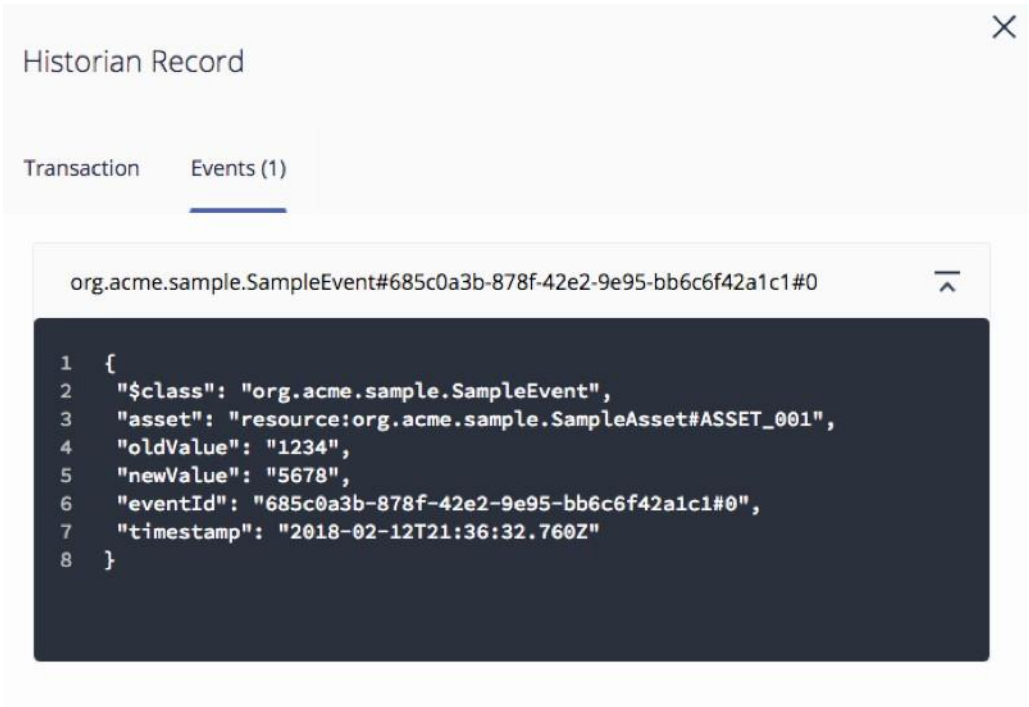 Historian Record
Transaction Events (1)
org.acme.sample.SampleEvent#685c0a3b-878f-42e2-9e95-bb6c6f42a1c1#0
1 {
2 "$class": "org.acme.sample.SampleEvent",
3 "asset": "resource:org.acme.sample.SampleAsset#ASSET_001",
4 "oldValue": "1234",
5 "newValue": "5678",
6 "eventId": "685c0a3b-878f-42e2-9e95-bb6c6f42a1c1#0",
7 "timestamp": "2018-02-12T21:36:32.760Z"
8 }